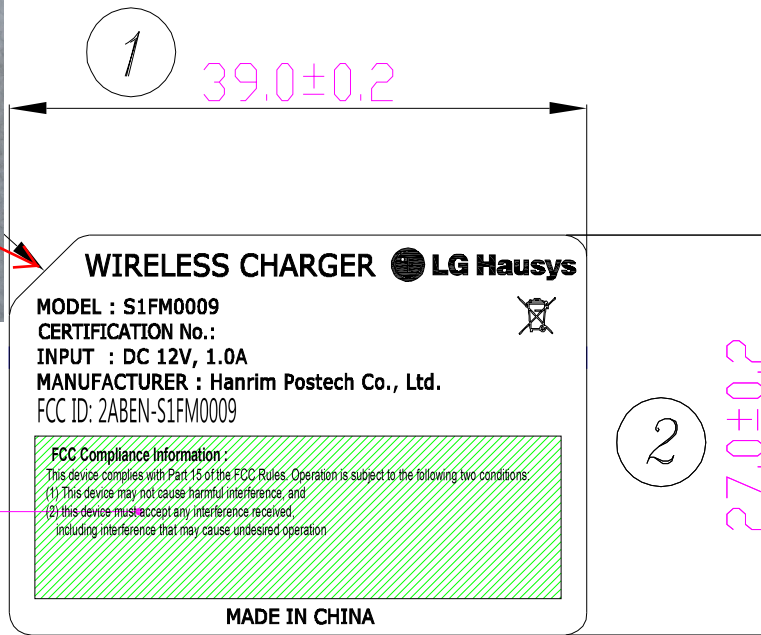 1
39.0±0.2
WIRELESS CHARGER LG Hausys
MODEL : S1FM0009
CERTIFICATION No.:
INPUT : DC 12V, 1.0A
MANUFACTURER : Hanrim Postech Co., Ltd.
FCC ID: 2ABEN-S1FM0009
2
27.0±0.2
FCC Compliance Information :
This device complies with Part 15 of the FCC Rules. Operation is subject to the following two conditions:
(1) This device may not cause harmful interference, and
(2) this device must accept any interference received,
including interference that may cause undesired operation
MADE IN CHINA